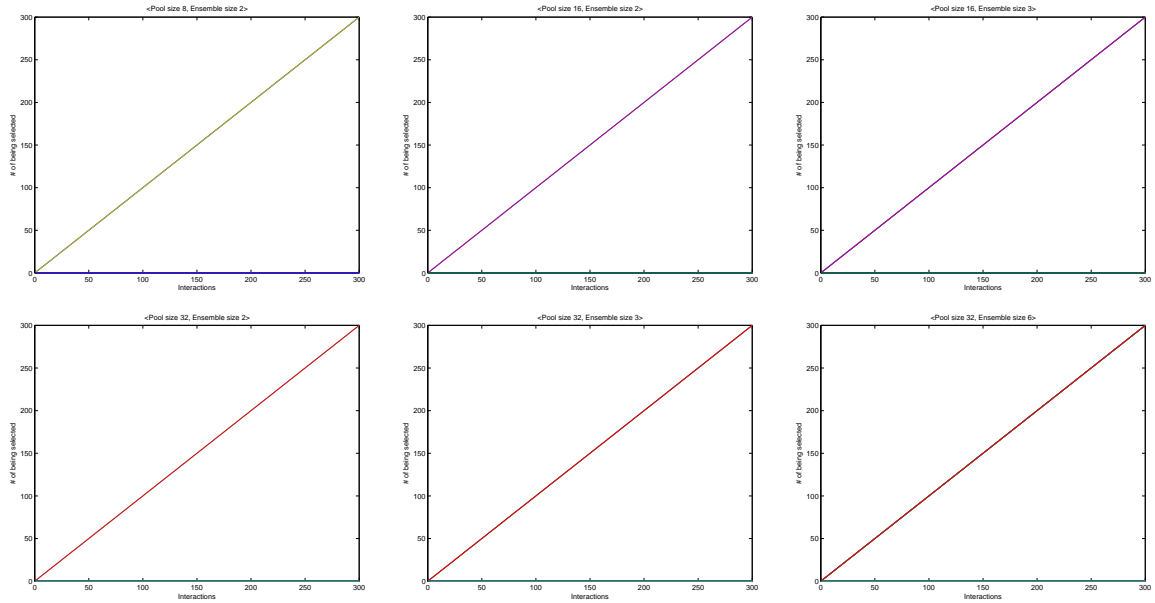 <Pool size 8, Ensemble size 2>
300
250
200
150
100
50
0
# of being selected
0 50 100 150 200 250 300
Interactions
<Pool size 16, Ensemble size 2>
300
250
200
150
100
50
0
# of being selected
0 50 100 150 200 250 300
Interactions
<Pool size 16, Ensemble size 3>
300
250
200
150
100
50
0
# of being selected
0 50 100 150 200 250 300
Interactions
<Pool size 32, Ensemble size 2>
300
250
200
150
100
50
0
# of being selected
0 50 100 150 200 250 300
Interactions
<Pool size 32, Ensemble size 3>
300
250
200
150
100
50
0
# of being selected
0 50 100 150 200 250 300
Interactions
<Pool size 32, Ensemble size 6>
300
250
200
150
100
50
0
# of being selected
0 50 100 150 200 250 300
Interactions